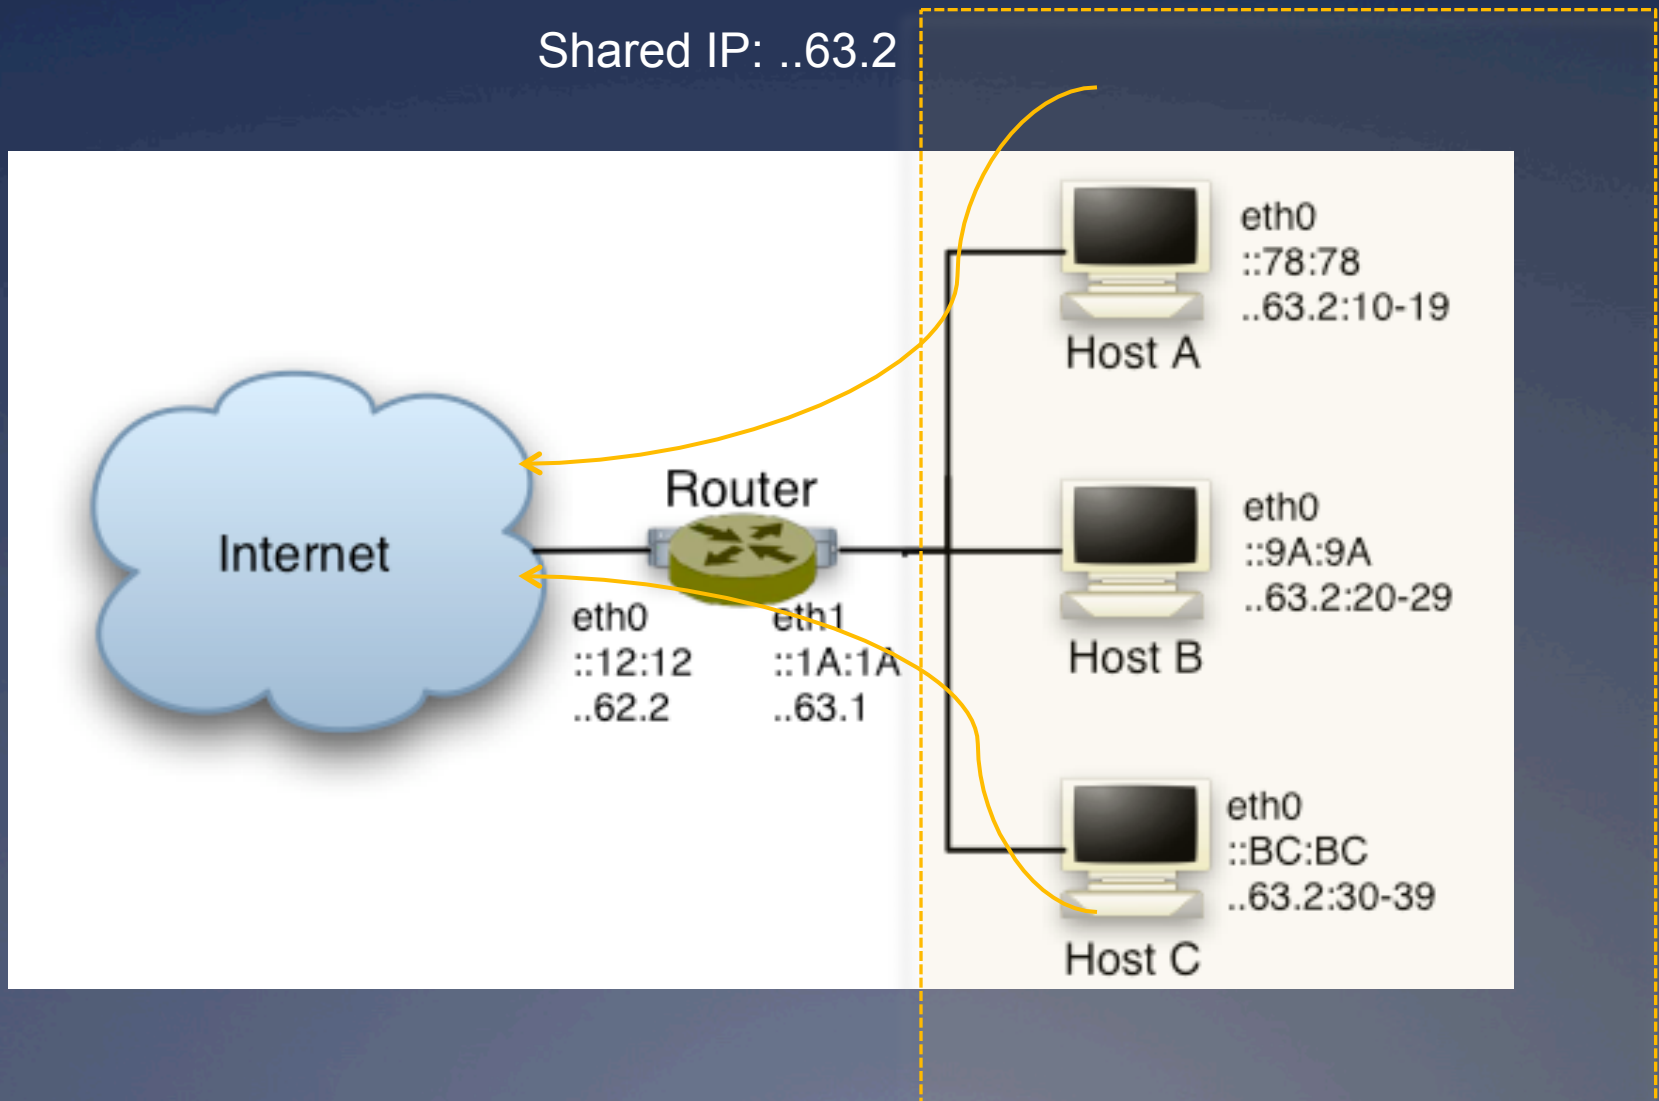 Shared IP: ..63.2
eth0
::78:78
..63.2:10-19
Host A
Router
eth0
::9A:9A
..63.2:20-29
Internet
eth0
::12:12
..62.2
eth1
::1A:1A
..63.1
Host B
eth0
::BC:BC
..63.2:30-39
Host C